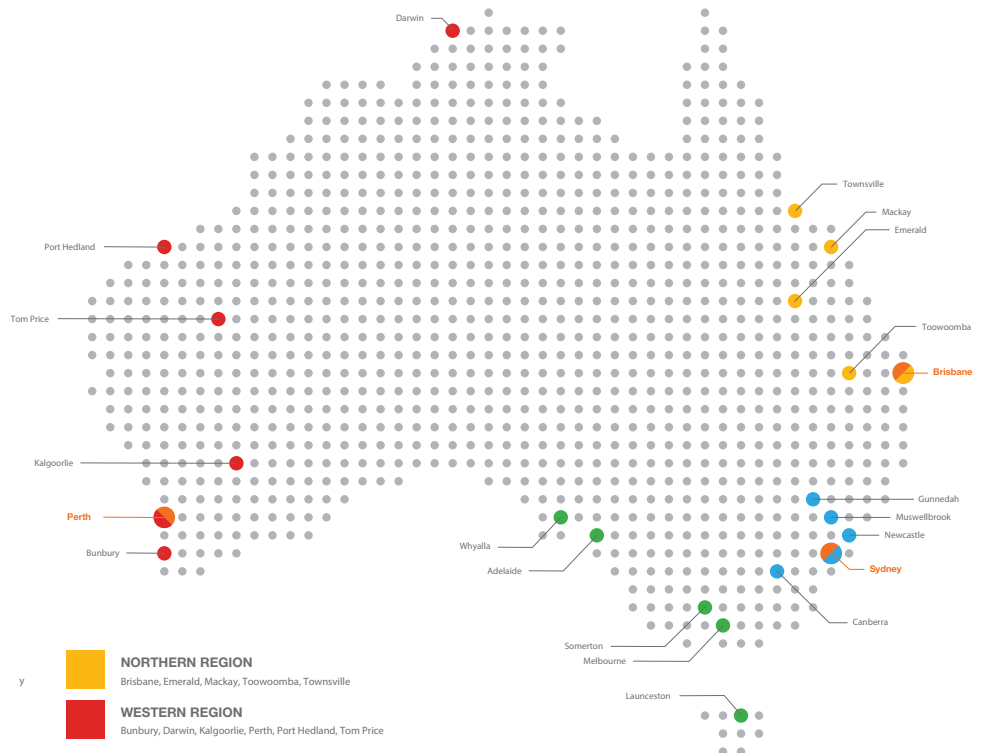 Darwin
Townsville
Mackay
Emerald
Port Hedland
Tom Price
Toowoomba
Brisbane
Kalgoorlie
Gunnedah
Perth
Muswellbrook
Newcastle
Whyalla
Bunbury
Adelaide
Sydney
Canberra
Somerton
Melbourne
Launceston
y
NORTHERN REGION
Brisbane, Emerald, Mackay, Toowoomba, Townsville
WESTERN REGION
Bunbury, Darwin, Kalgoorlie, Perth, Port Hedland, Tom Price